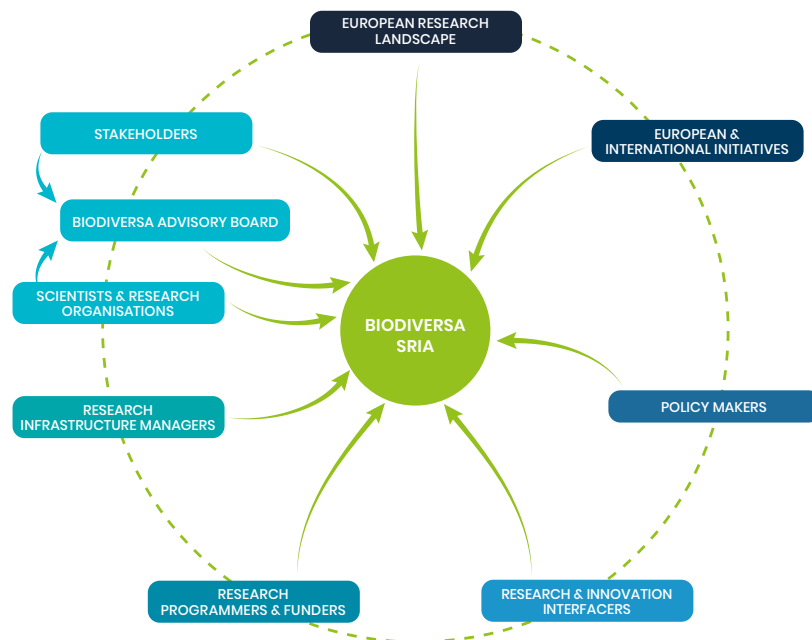 EUROPEAN RESEARCH
LANDSCAPE
STAKEHOLDERS
EUROPEAN &
INTERNATIONAL INITIATIVES
BIODIVERSA ADVISORY BOARD
SCIENTISTS & RESEARCH
ORGANISATIONS
BIODIVERSA
SRIA
RESEARCH
INFRASTRUCTURE MANAGERS
POLICY MAKERS
RESEARCH
PROGRAMMERS & FUNDERS
RESEARCH & INNOVATION
INTERFACERS